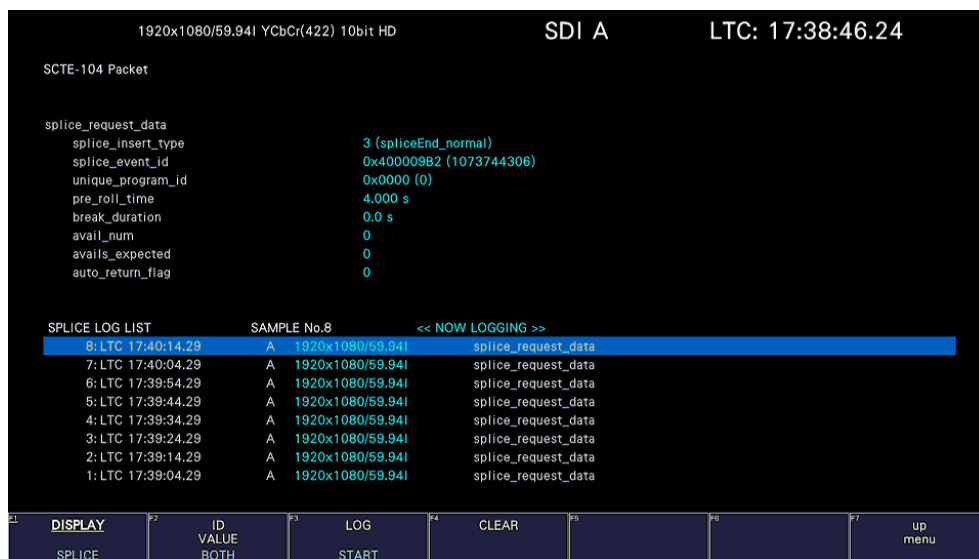 1920x1080/59.94I YCbCr(422) 10bit HD SDI A LTC: 17:38:46.24
SCTE-104 Packet
splice_request_data
splice_insert_type 3 (spliceEnd_normal)
splice_event_id 0x400009B2 (1073744306)
unique_program_id 0x0000 (0)
pre_roll_time 4.000 s
break_duration 0.0 s
avail_num 0
avails_expected 0
auto_return_flag 0
SPLICE LOG LIST SAMPLE No.8 << NOW LOGGING >>
8: LTC 17:40:14.29 A 1920x1080/59.94I splice_request_data
7: LTC 17:40:04.29 A 1920x1080/59.94I splice_request_data
6: LTC 17:39:54.29 A 1920x1080/59.94I splice_request_data
5: LTC 17:39:44.29 A 1920x1080/59.94I splice_request_data
4: LTC 17:39:34.29 A 1920x1080/59.94I splice_request_data
3: LTC 17:39:24.29 A 1920x1080/59.94I splice_request_data
2: LTC 17:39:14.29 A 1920x1080/59.94I splice_request_data
1: LTC 17:39:04.29 A 1920x1080/59.94I splice_request_data
F1 DISPLAY F2 ID F3 LOG F4 CLEAR F5 F6 F7 up
VALUE menu
SPLICE BOTH START